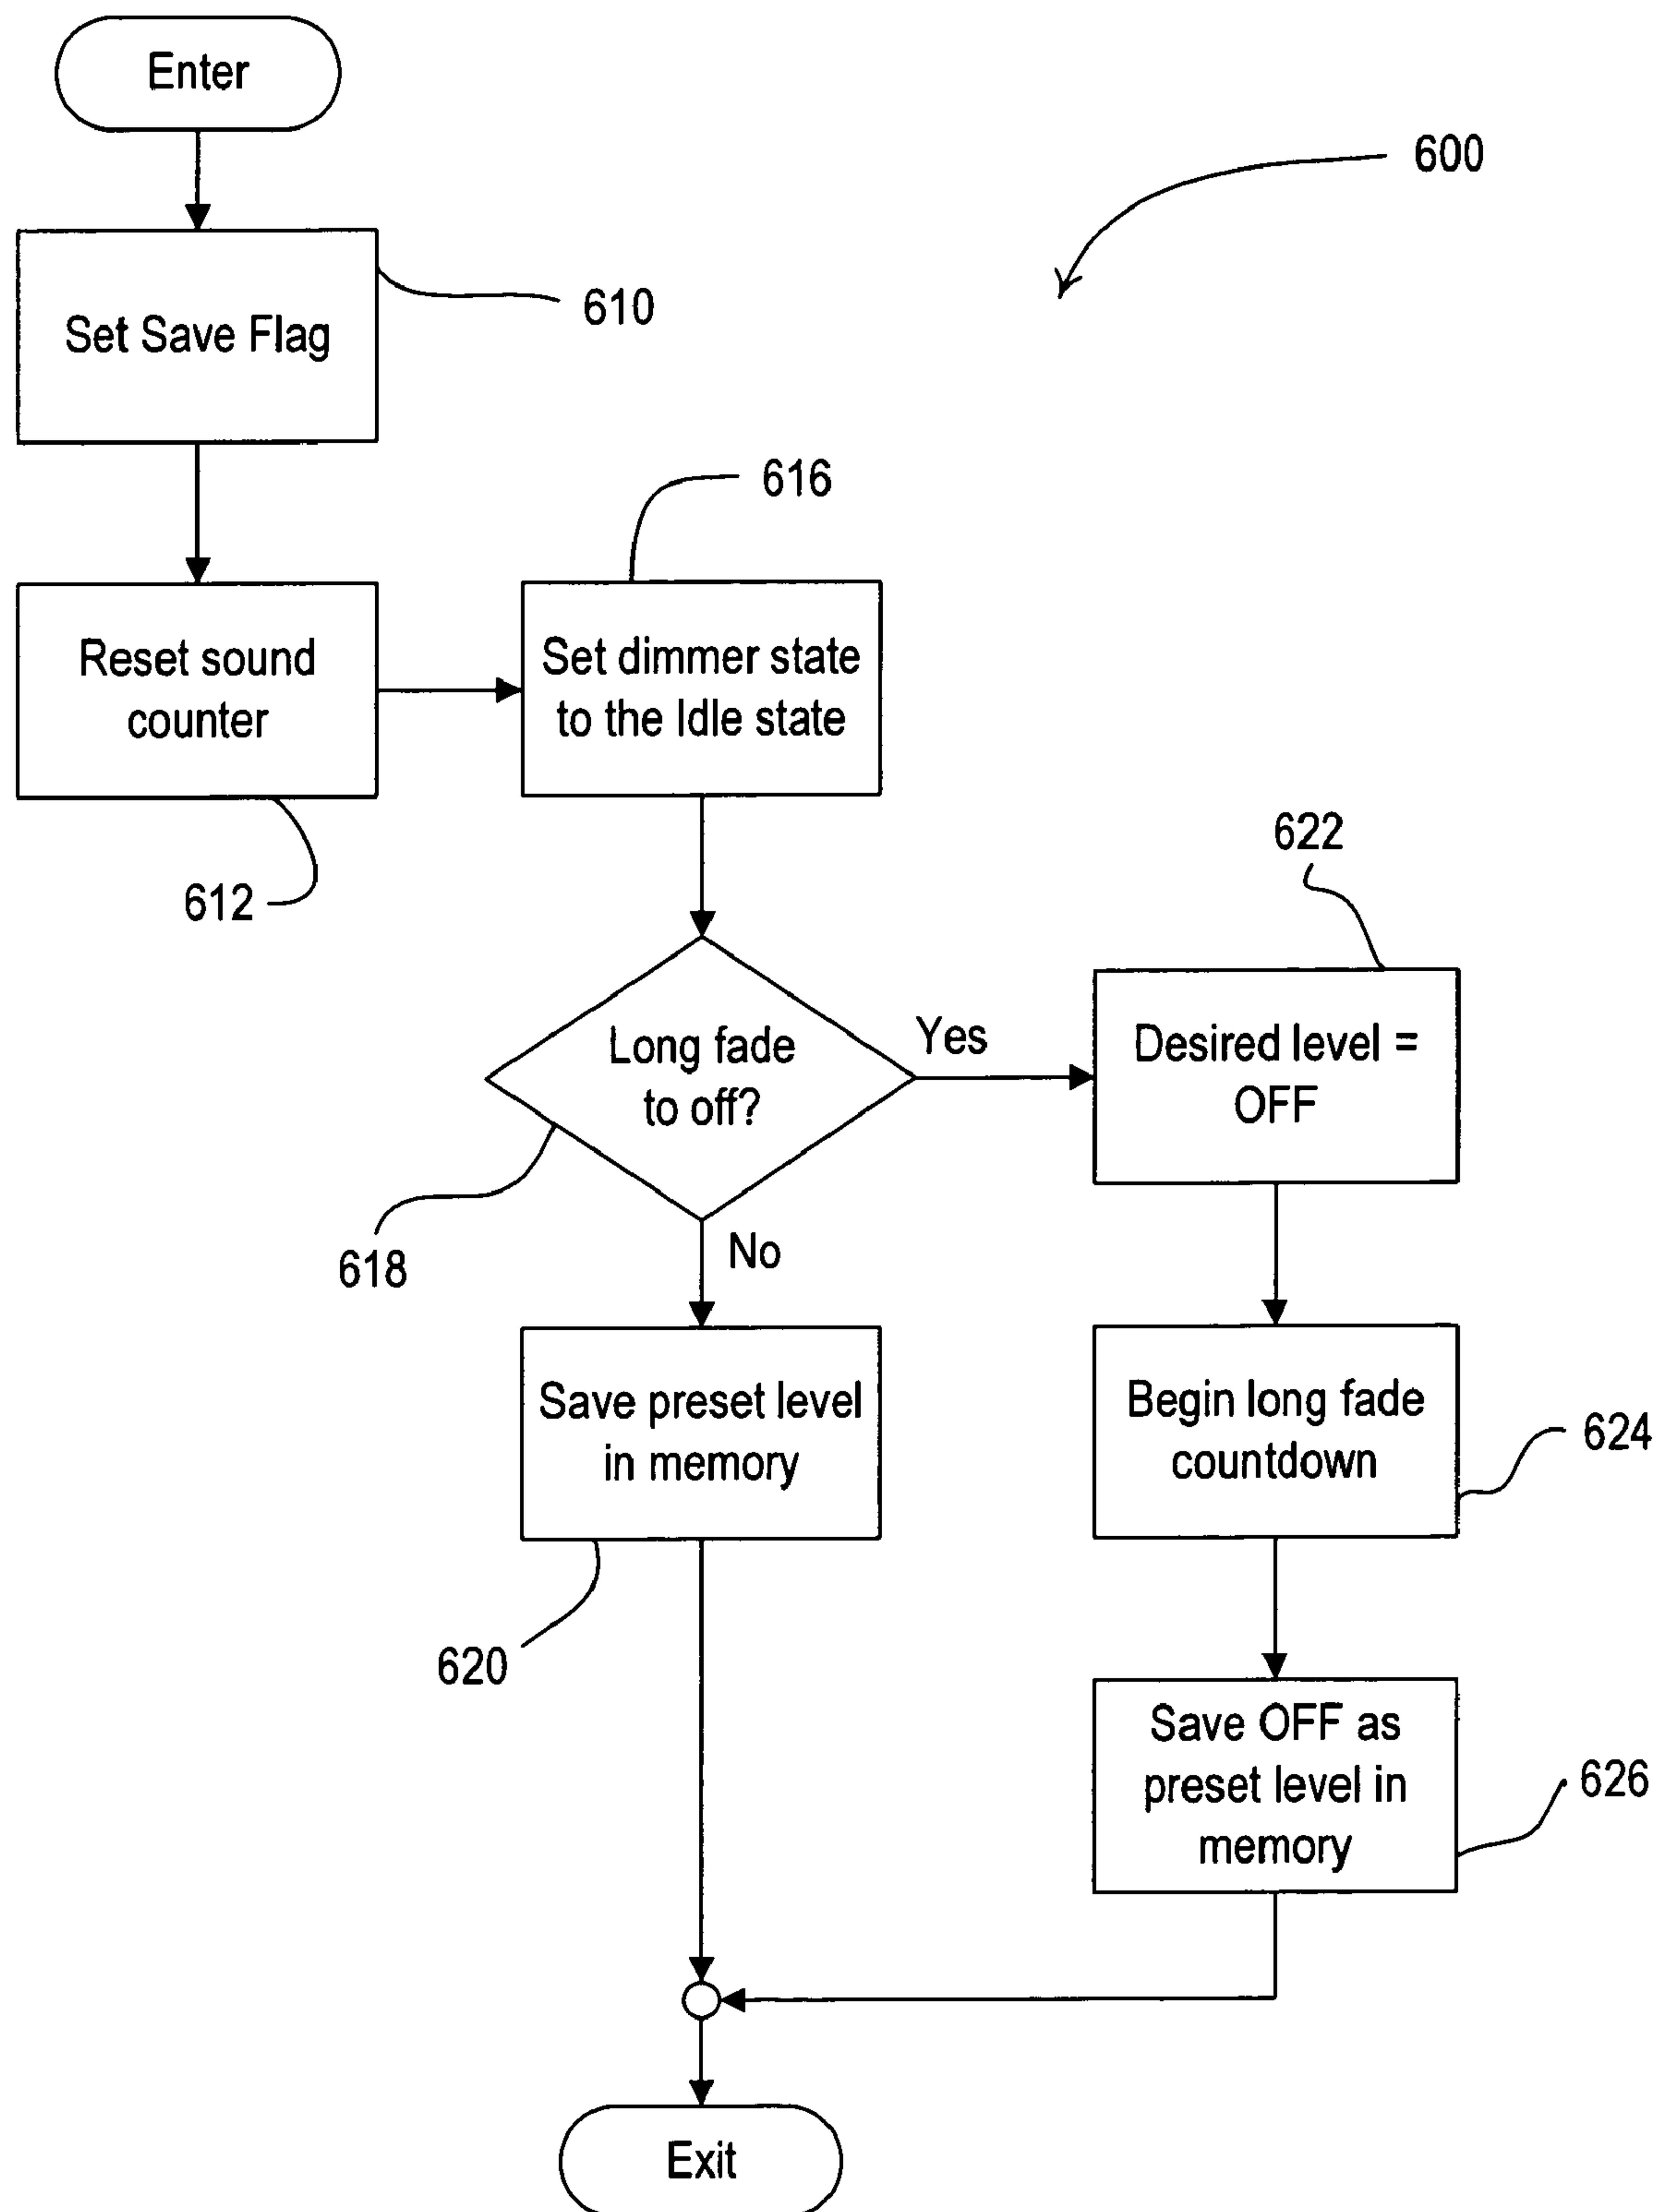 Enter
600
Set Save Flag
610
616
Reset sound
counter
Set dimmer state
to the Idle state
612
622
Long fade
to off?
Yes
Desired level =
OFF
618
No
Save preset level
in memory
Begin long fade
countdown
624
620
Save OFF as
preset level in
memory
626
Exit